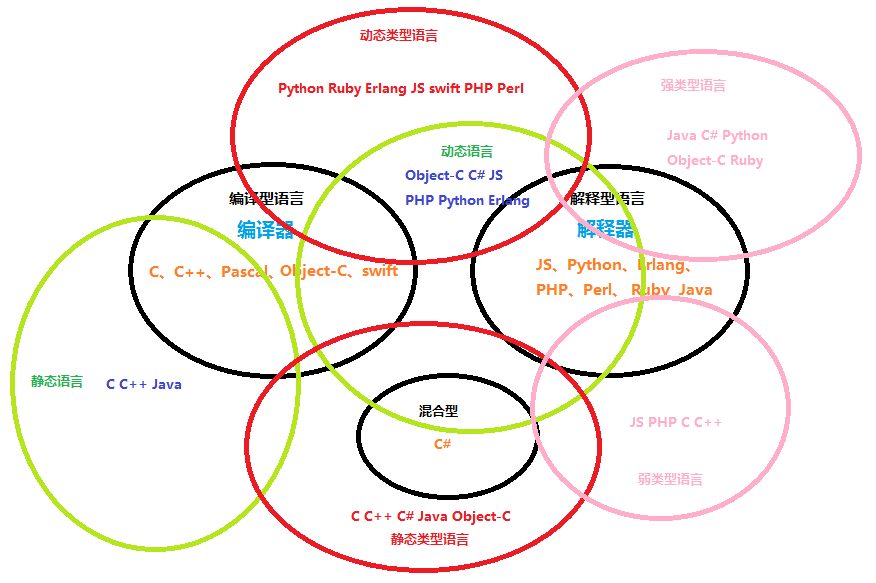 动态类型语言
Python Ruby Erlang JS swift PHP Perl
强类型语言
Java C# Python
Object-C Ruby
动态语言
Object-C C# JS
PHP Python Erlang
编译型语言
编译器
C、C++、Pascal、Object-C、swift
解释型语言
解释器
JS、Python、Erlang、
PHP、Perl、Ruby、Java
静态语言 C C++ Java
混合型
C#
JS PHP C C++
弱类型语言
C C++ C# Java Object-C
静态类型语言